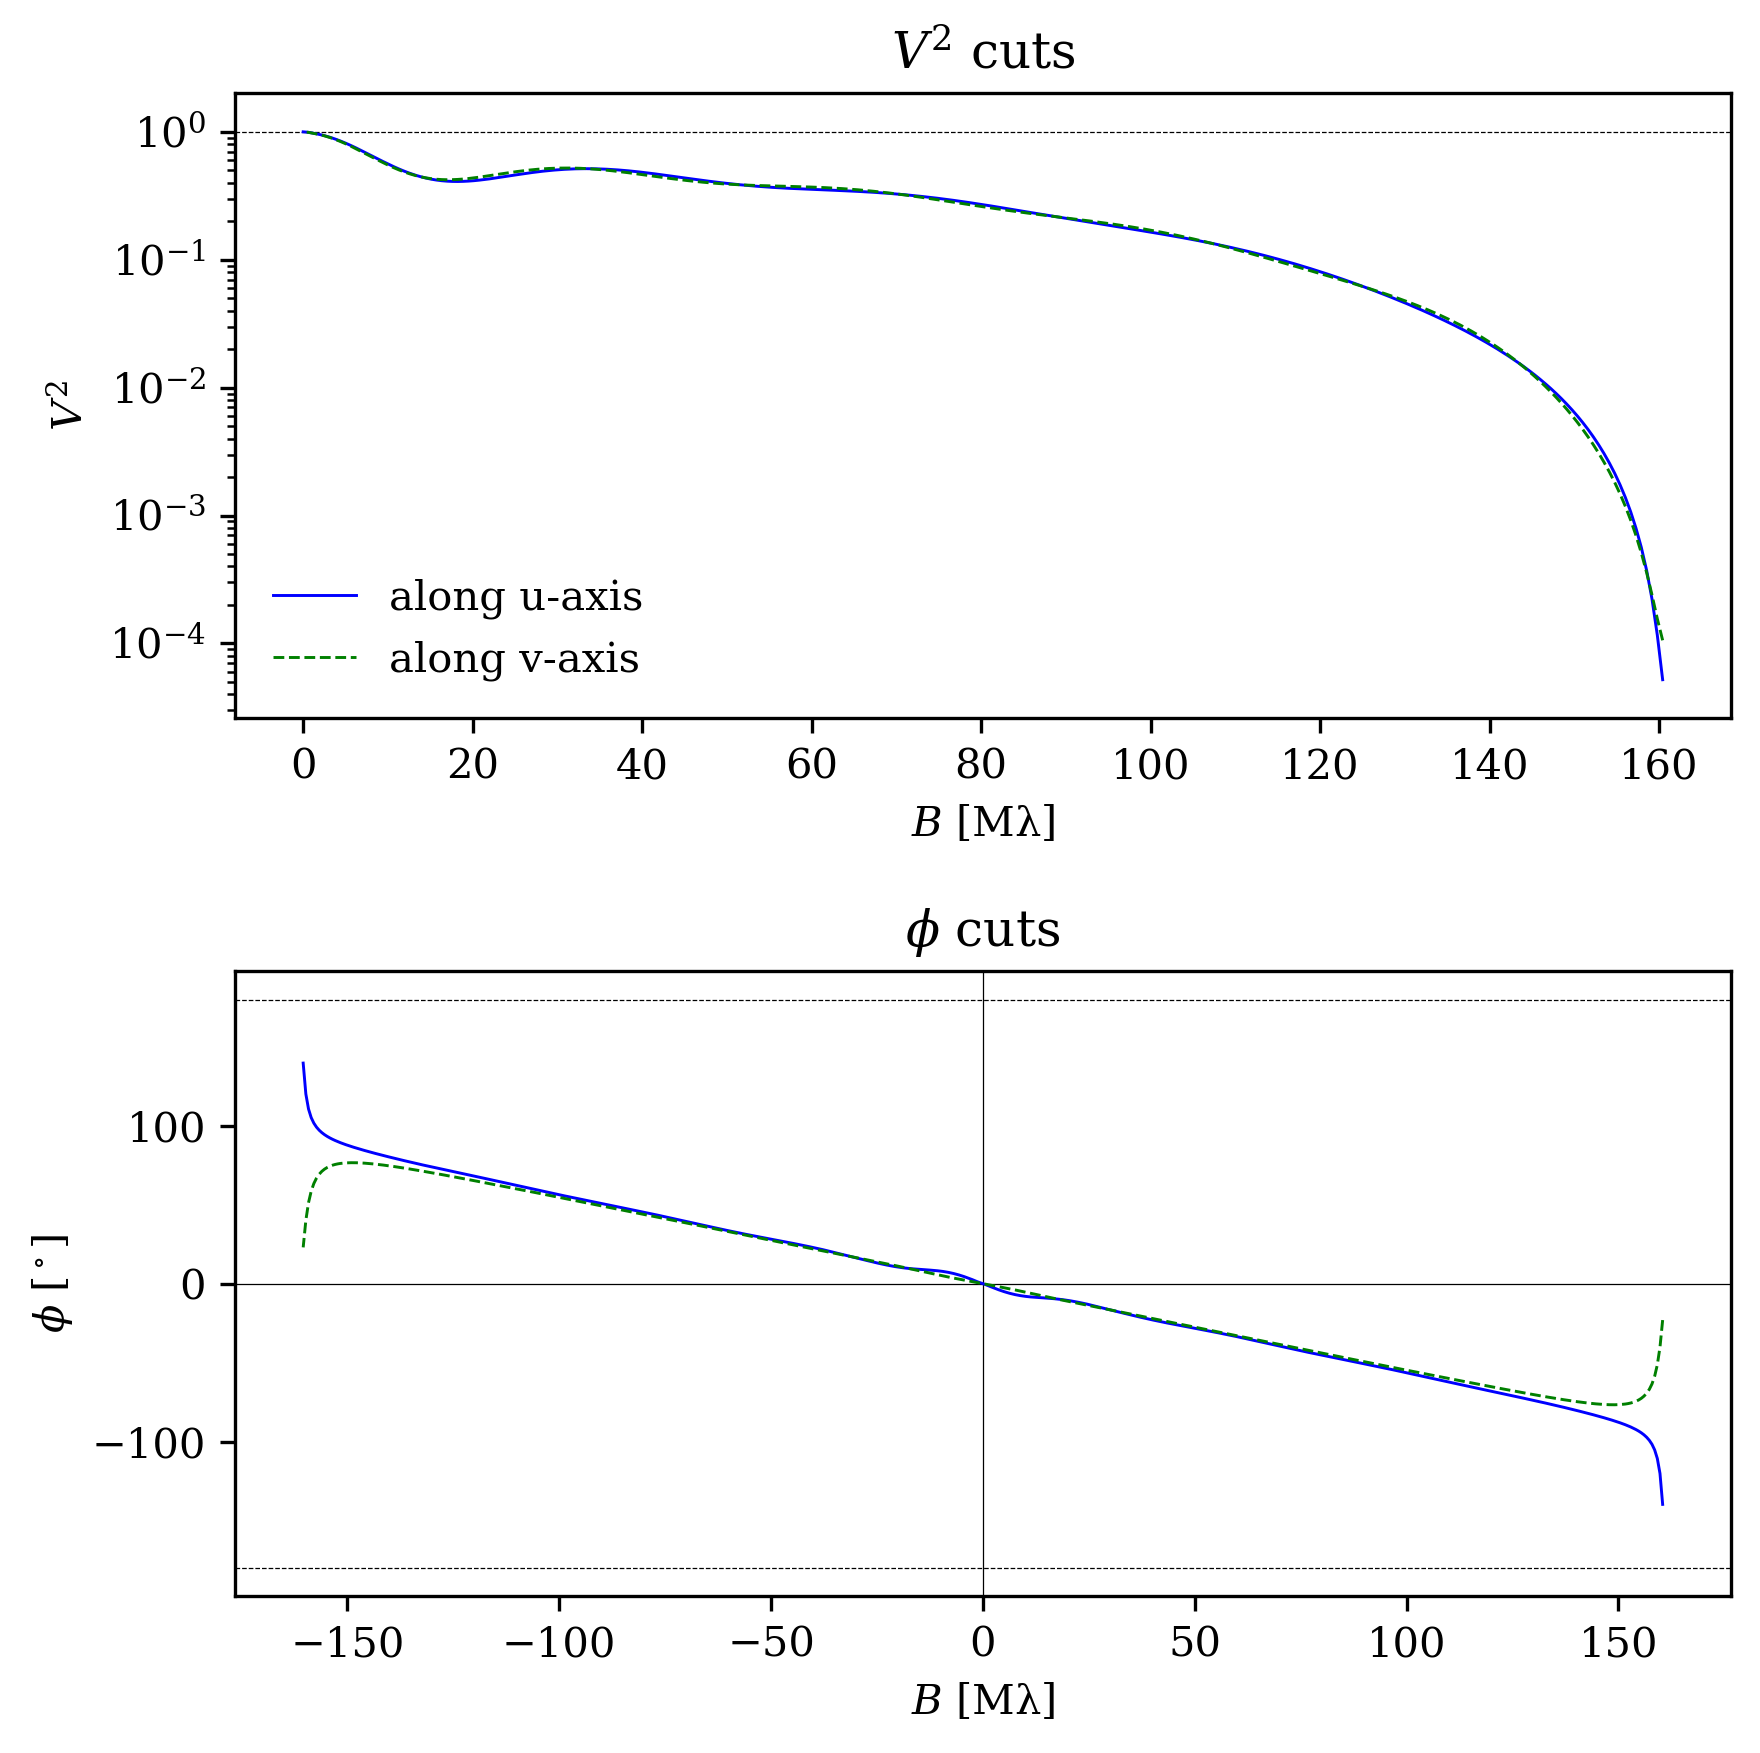 V² cuts
10⁰
10⁻¹
10⁻²
10⁻³
10⁻⁴
V²
along u-axis
along v-axis
0 20 40 60 80 100 120 140 160
B [Mλ]
ϕ cuts
100
0
−100
ϕ [°]
−150 −100 −50 0 50 100 150
B [Mλ]